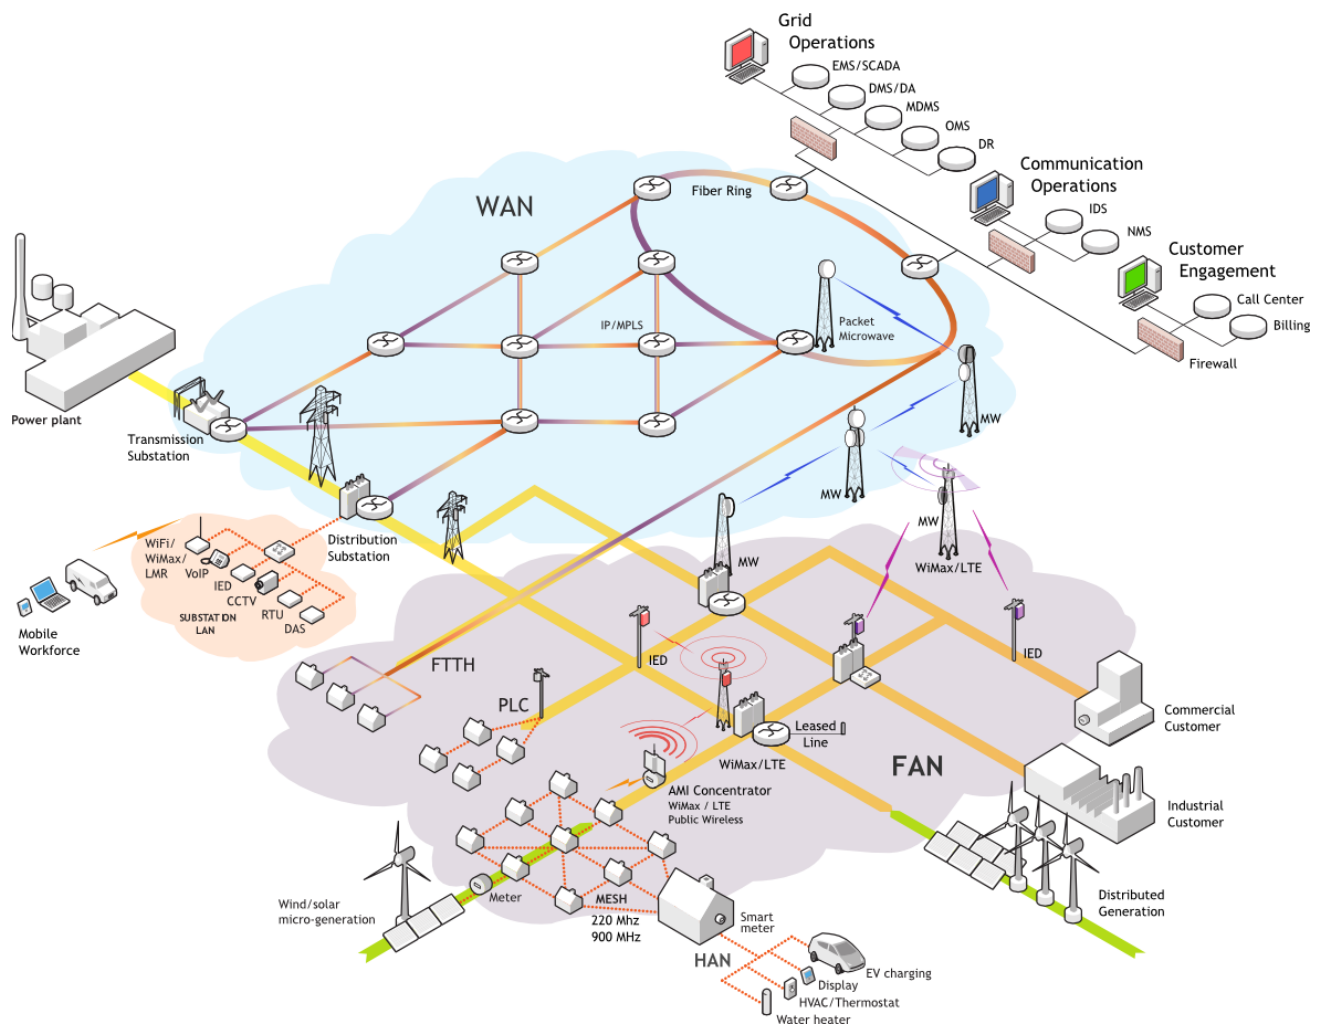 Grid
Operations
EMS/SCADA
DMS/DA
MDMS
OMS
DR
Communication
Operations
IDS
NMS
Customer
Engagement
Call Center
Billing
Firewall
WAN
Fiber Ring
IP/MPLS
Packet
Microwave
MW
MW
MW
MW
WiMax/LTE
Power plant
Transmission
Substation
Distribution
Substation
WiFi/
WiMax/
LMR
VoIP
IED
CCTV
RTU
DAS
SUBSTATION
LAN
Mobile
Workforce
FTTH
PLC
IED
IED
Leased
Line
WiMax/LTE
FAN
AMI Concentrator
WiMax / LTE
Public Wireless
Commercial
Customer
Industrial
Customer
Distributed
Generation
Wind/solar
micro-generation
Meter
MESH
220 Mhz
900 MHz
Smart
meter
HAN
EV charging
Display
HVAC/Thermostat
Water heater